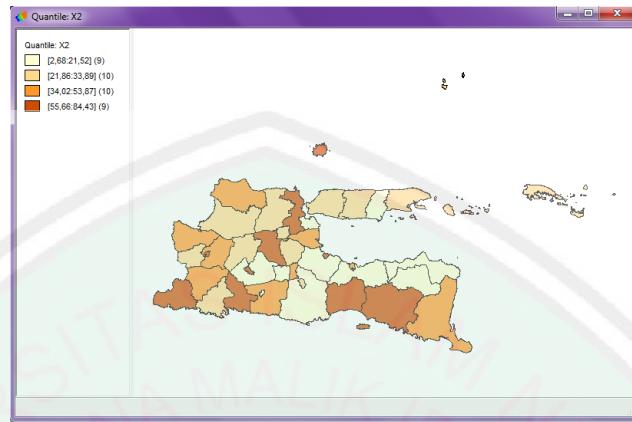 Quantile: X2
Quantile: X2
[2,68:21,52] (9)
[21,86:33,89] (10)
[34,02:53,87] (10)
[55,66:84,43] (9)
MALIK